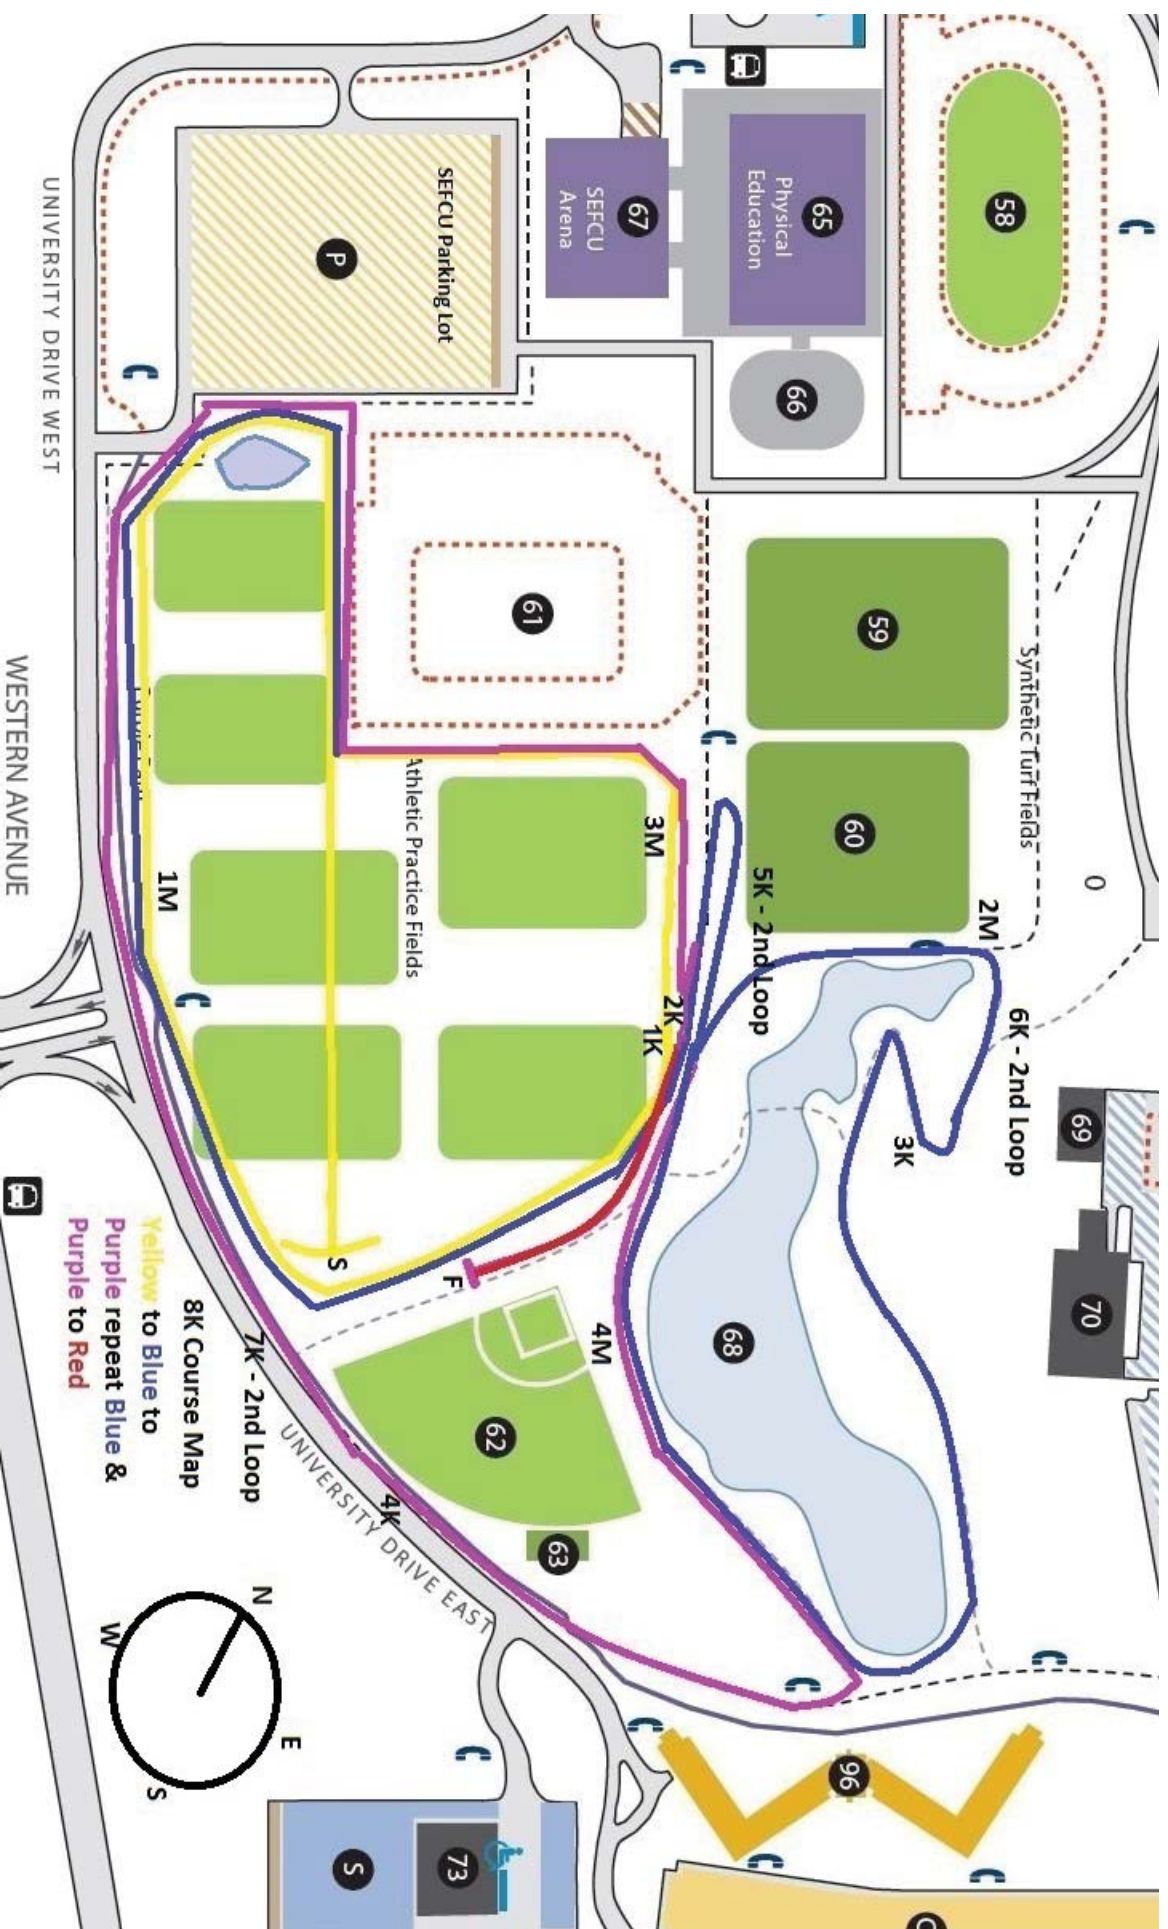 58
65
Physical
Education
67
SEFCU
Arena
66
SEFCU Parking Lot
P
UNIVERSITY DRIVE WEST
61
59
Synthetic Turf Fields
60
Athletic Practice Fields
WESTERN AVENUE
0
2M
3M
5K - 2nd Loop
6K - 2nd Loop
2K
1K
1M
3K
69
70
68
S
F
4M
62
63
7K - 2nd Loop
4K
UNIVERSITY DRIVE EAST
8K Course Map
Yellow to Blue to
Purple repeat Blue &
Purple to Red
N
W
E
S
96
73
S